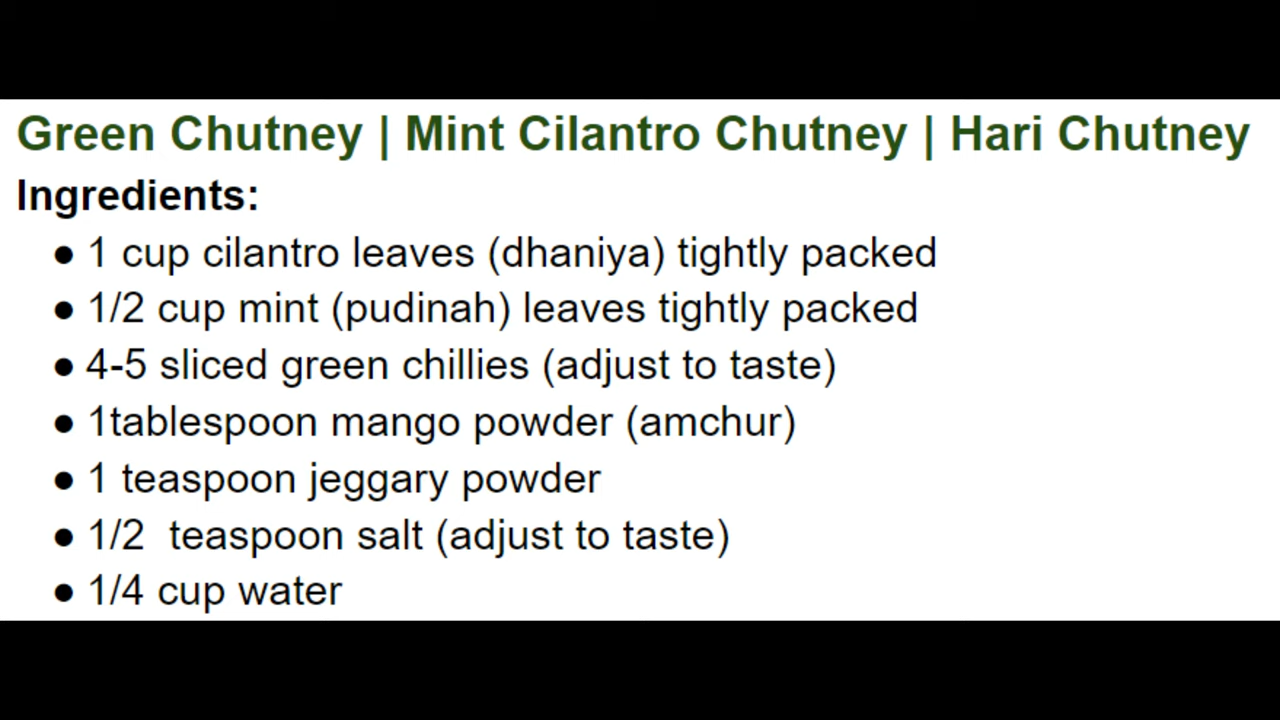 Green Chutney | Mint Cilantro Chutney | Hari Chutney
Ingredients:
● 1 cup cilantro leaves (dhaniya) tightly packed
● 1/2 cup mint (pudinah) leaves tightly packed
● 4-5 sliced green chillies (adjust to taste)
● 1tablespoon mango powder (amchur)
● 1 teaspoon jeggary powder
● 1/2  teaspoon salt (adjust to taste)
● 1/4 cup water